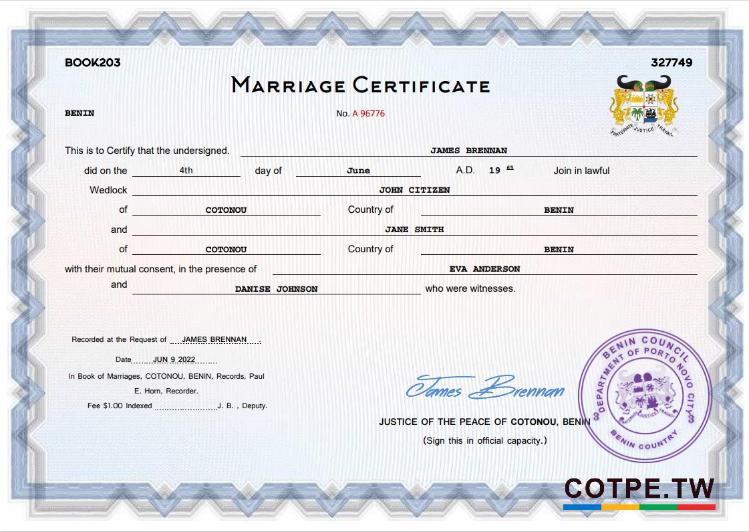 BOOK203 327749
MARRIAGE CERTIFICATE
BENIN No. A 96776
FRATERNITE JUSTICE TRAVAIL
This is to Certify that the undersigned. JAMES BRENNAN
did on the 4th day of June A.D. 19 Join in lawful
Wedlock JOHN CITIZEN
of COTONOU Country of BENIN
and JANE SMITH
of COTONOU Country of BENIN
with their mutual consent, in the presence of EVA ANDERSON
and DANISE JOHNSON who were witnesses.
Recorded at the Request of JAMES BRENNAN
Date JUN 9 2022
In Book of Marriages, COTONOU, BENIN, Records, Paul
E. Horn, Recorder.
Fee $1.00 Indexed J. B. , Deputy.
James Brennan
JUSTICE OF THE PEACE OF COTONOU, BENIN
(Sign this in official capacity.)
BENIN COUNCIL
DEPARTMENT OF PORTO NOVO CITY
BENIN COUNTRY
COTPE.TW